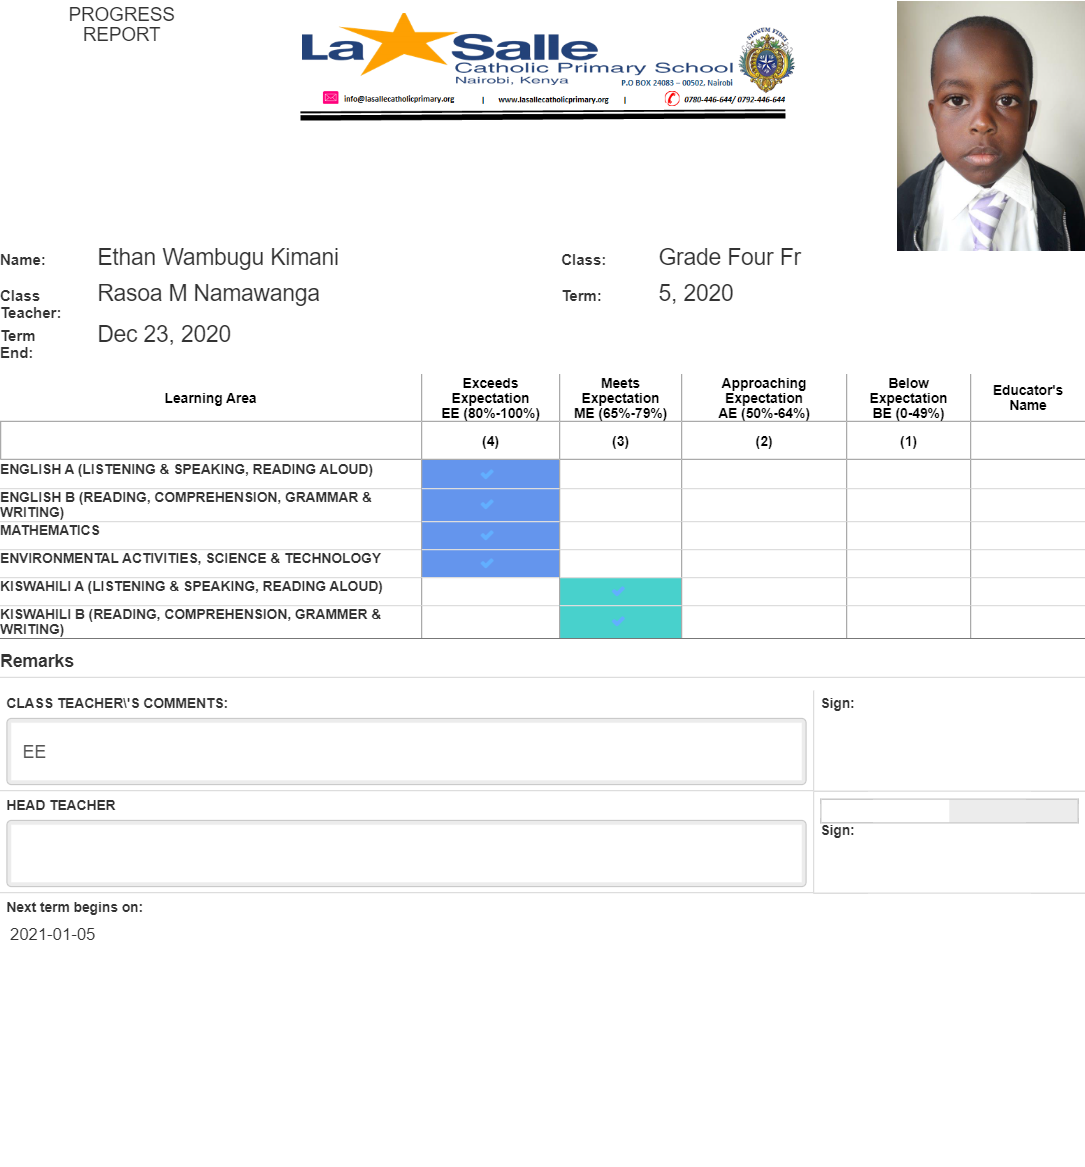 PROGRESS
REPORT
La Salle
Catholic Primary School
Nairobi, Kenya
P.O BOX 24083 – 00502, Nairobi
SIGNUM FIDEI
info@lasallecatholicprimary.org | www.lasallecatholicprimary.org | 0780-446-644/ 0792-446-644
Name: Ethan Wambugu Kimani Class: Grade Four Fr
Class Teacher: Rasoa M Namawanga Term: 5, 2020
Term End: Dec 23, 2020
Learning Area
Exceeds
Expectation
EE (80%-100%)
Meets
Expectation
ME (65%-79%)
Approaching
Expectation
AE (50%-64%)
Below
Expectation
BE (0-49%)
Educator's
Name
(4) (3) (2) (1)
ENGLISH A (LISTENING & SPEAKING, READING ALOUD)
ENGLISH B (READING, COMPREHENSION, GRAMMAR &
WRITING)
MATHEMATICS
ENVIRONMENTAL ACTIVITIES, SCIENCE & TECHNOLOGY
KISWAHILI A (LISTENING & SPEAKING, READING ALOUD)
KISWAHILI B (READING, COMPREHENSION, GRAMMER &
WRITING)
Remarks
CLASS TEACHER\'S COMMENTS: Sign:
EE
HEAD TEACHER
Sign:
Next term begins on:
2021-01-05